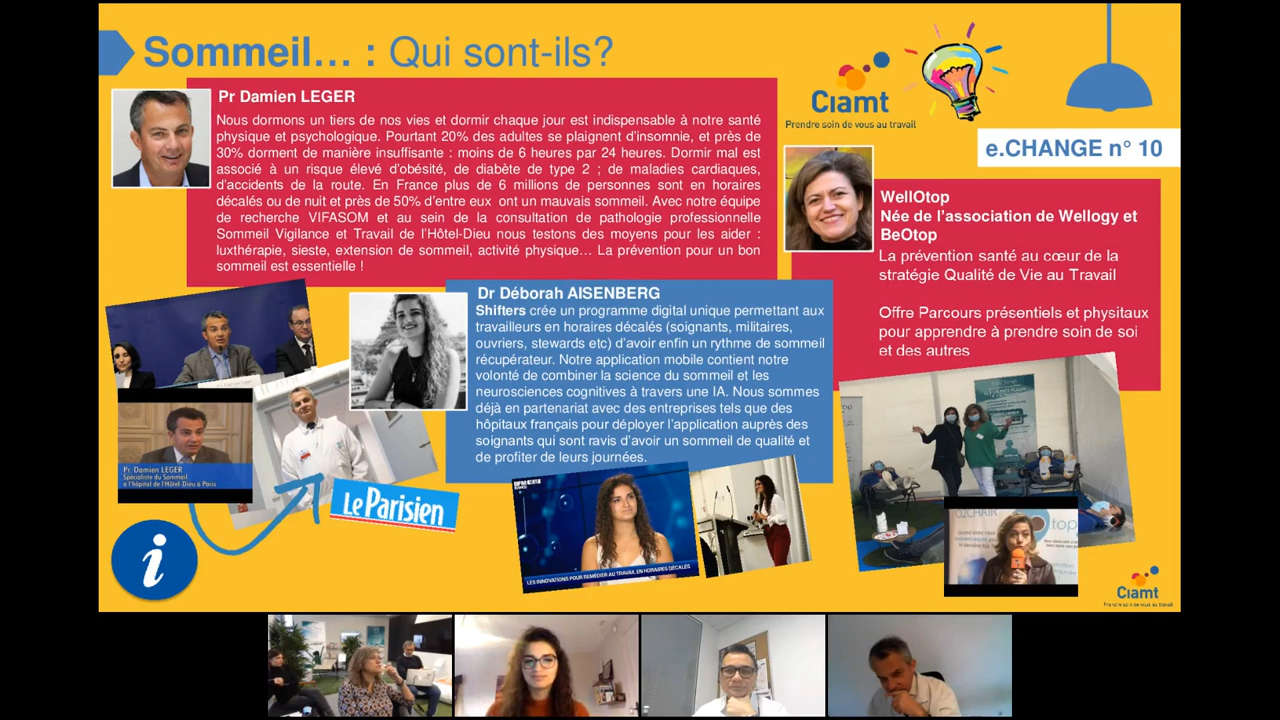 Sommeil… : Qui sont-ils?
Pr Damien LEGER
Nous dormons un tiers de nos vies et dormir chaque jour est indispensable à notre santé
physique et psychologique. Pourtant 20% des adultes se plaignent d'insomnie, et près de
30% dorment de manière insuffisante : moins de 6 heures par 24 heures. Dormir mal est
associé à un risque élevé d'obésité, de diabète de type 2 ; de maladies cardiaques,
d'accidents de la route. En France plus de 6 millions de personnes sont en horaires
décalés ou de nuit et près de 50% d'entre eux ont un mauvais sommeil. Avec notre équipe
de recherche VIFASOM et au sein de la consultation de pathologie professionnelle
Sommeil Vigilance et Travail de l'Hôtel-Dieu nous testons des moyens pour les aider :
luxthérapie, sieste, extension de sommeil, activité physique… La prévention pour un bon
sommeil est essentielle !
Ciamt
Prendre soin de vous au travail
e.CHANGE n° 10
WellOtop
Née de l'association de Wellogy et
BeOtop
La prévention santé au cœur de la
stratégie Qualité de Vie au Travail
Offre Parcours présentiels et physitaux
pour apprendre à prendre soin de soi
et des autres
Dr Déborah AISENBERG
Shifters crée un programme digital unique permettant aux
travailleurs en horaires décalés (soignants, militaires,
ouvriers, stewards etc) d'avoir enfin un rythme de sommeil
récupérateur. Notre application mobile contient notre
volonté de combiner la science du sommeil et les
neurosciences cognitives à travers une IA. Nous sommes
déjà en partenariat avec des entreprises tels que des
hôpitaux français pour déployer l'application auprès des
soignants qui sont ravis d'avoir un sommeil de qualité et
de profiter de leurs journées.
Pr. Damien LEGER
Spécialiste du Sommeil
à l'hôpital de l'Hôtel-Dieu à Paris
Le Parisien
i
LES INNOVATIONS POUR REMÉDIER AU TRAVAIL EN HORAIRES DÉCALÉS
O2CHAIR
top
Ciamt
Prendre soin de vous au travail